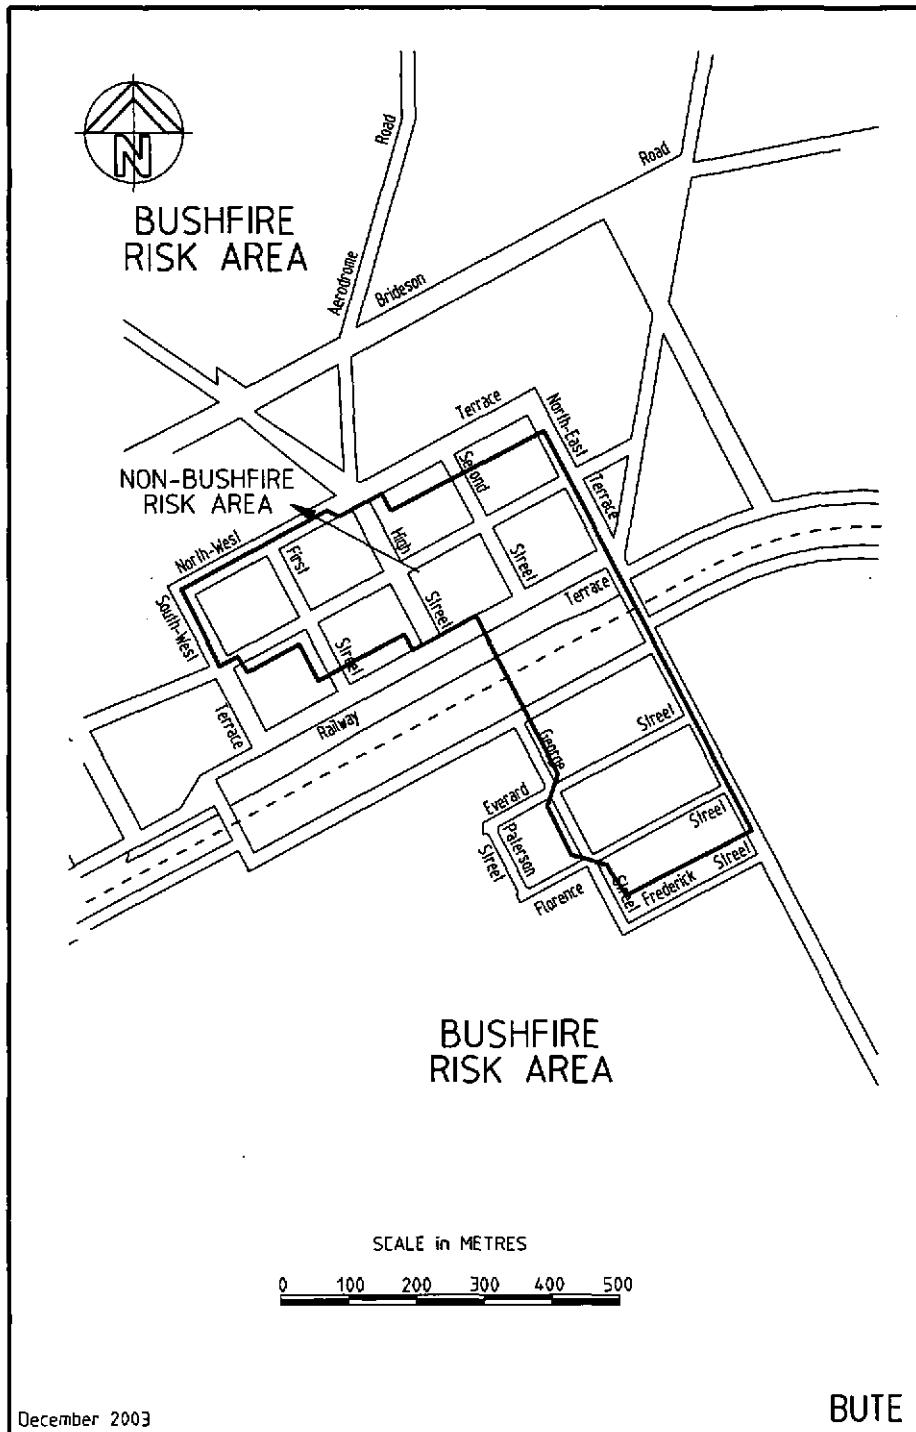 N
BUSHFIRE
RISK AREA
Road
Road
Aerodrome
Brideson
Terrace
North-East
Terrace
NON-BUSHFIRE
RISK AREA
Second
Street
North-West
First
Street
High
Street
South-West
Terrace
Terrace
Railway
George
Street
Street
Everard
Street
Paterson
Street
Florence
Street
Frederick
BUSHFIRE
RISK AREA
SCALE in METRES
0 100 200 300 400 500
December 2003
BUTE